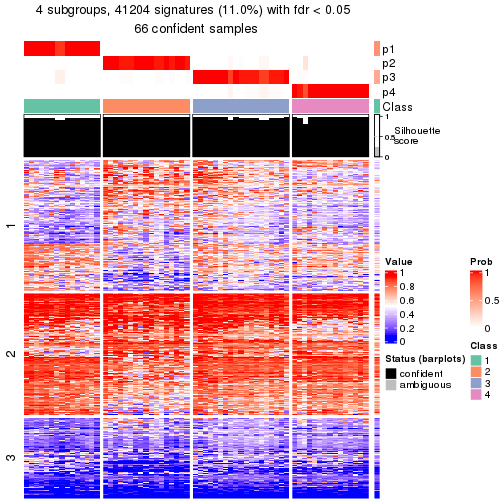 4 subgroups, 41204 signatures (11.0%) with fdr < 0.05
66 confident samples
p1
p2
p3
p4
Class
1
0.5
0
Silhouette
score
1
2
3
Value
1
0.8
0.6
0.4
0.2
0
Prob
1
0.5
0
Status (barplots)
confident
ambiguous
Class
1
2
3
4